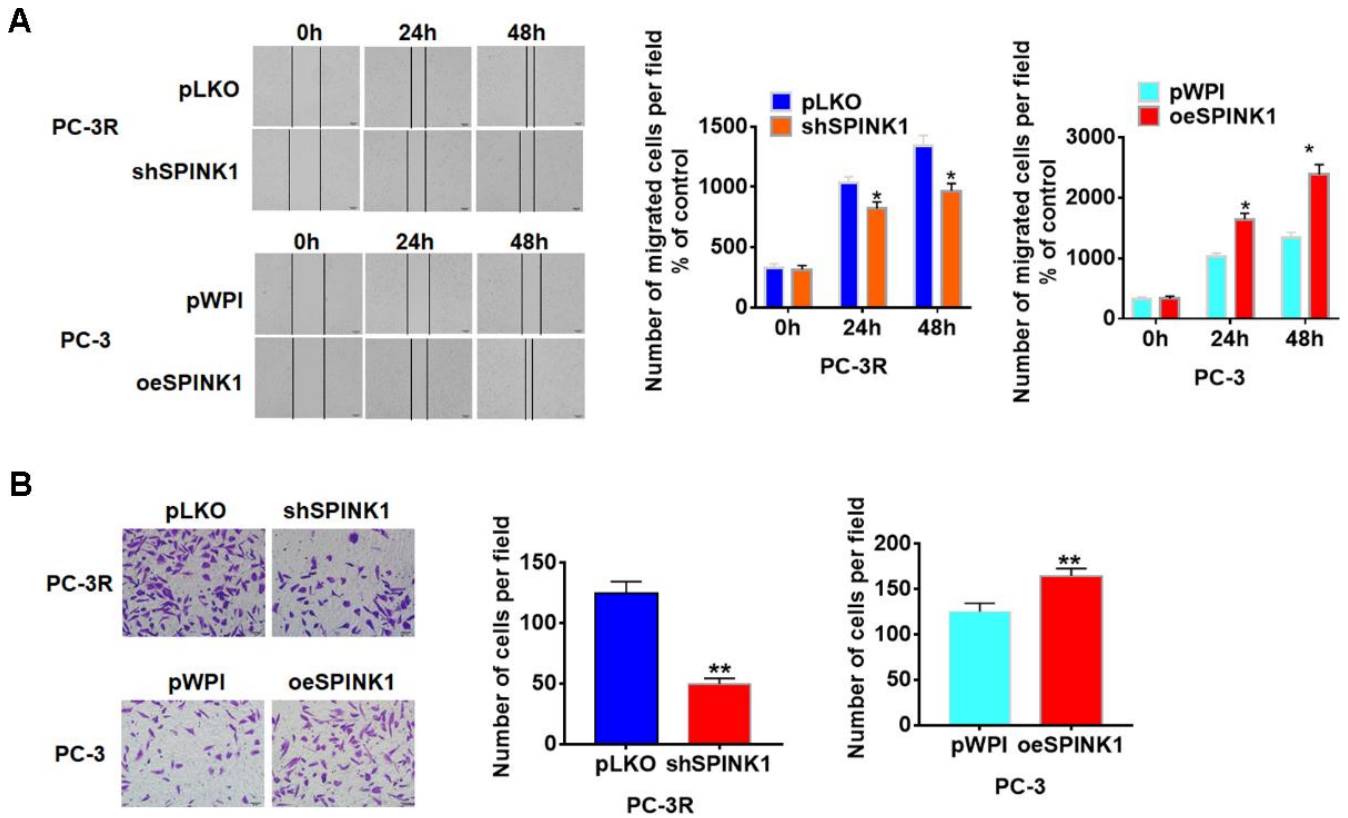 A
0h 24h 48h
pLKO
PC-3R
shSPINK1
0h 24h 48h
pWPI
PC-3
oeSPINK1
Number of migrated cells per field
% of control
pLKO
shSPINK1
1500
1000
500
0
*
*
0h 24h 48h
PC-3R
Number of migrated cells per field
% of control
pWPI
oeSPINK1
3000
2000
1000
0
*
*
0h 24h 48h
PC-3
B
pLKO shSPINK1
PC-3R
pWPI oeSPINK1
PC-3
Number of cells per field
150
100
50
0
**
pLKO shSPINK1
PC-3R
Number of cells per field
200
150
100
50
0
**
pWPI oeSPINK1
PC-3